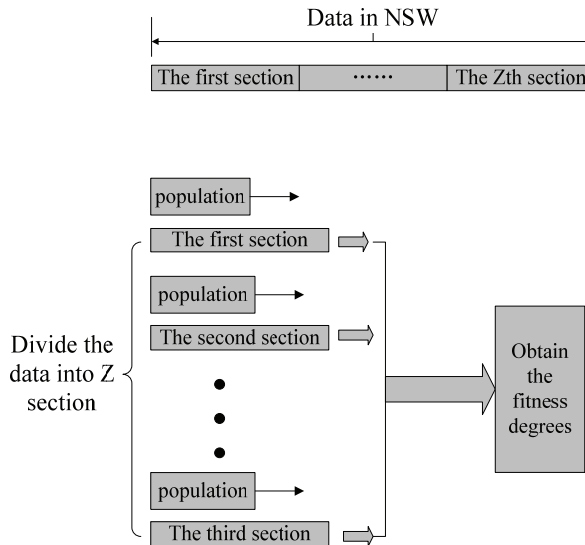 Data in NSW
The first section
......
The Zth section
population
The first section
population
The second section
Divide the
data into Z
section
Obtain
the
fitness
degrees
population
The third section